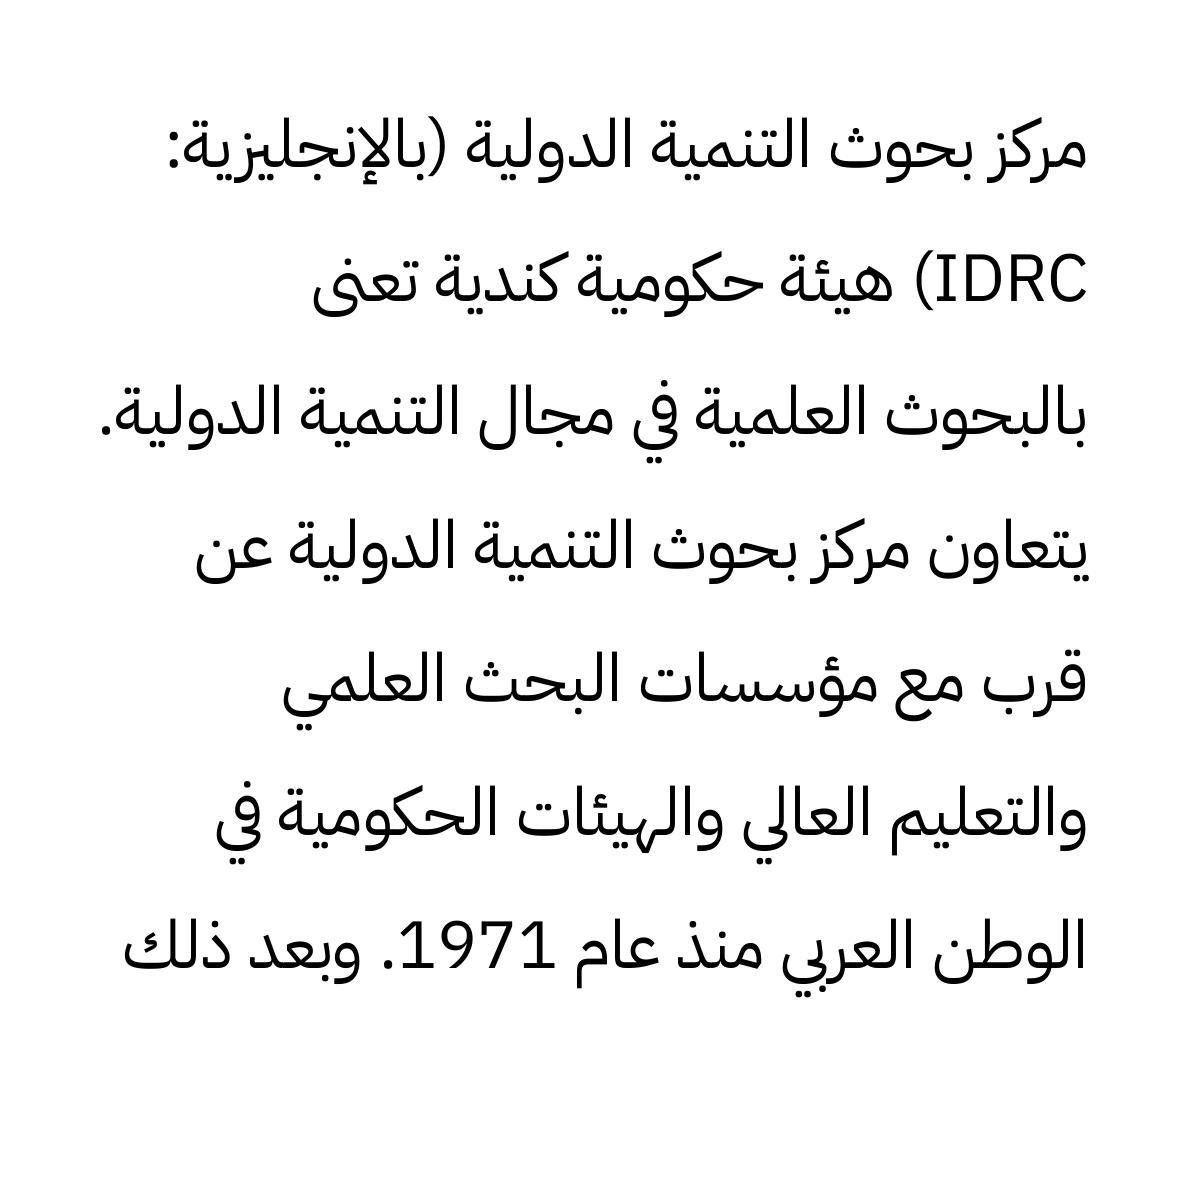 مركز بحوث التنمية الدولية (بالإنجليزية:
IDRC) هيئة حكومية كندية تعنى
بالبحوث العلمية في مجال التنمية الدولية.
يتعاون مركز بحوث التنمية الدولية عن
قرب مع مؤسسات البحث العلمي
والتعليم العالي والهيئات الحكومية في
الوطن العربي منذ عام 1971. وبعد ذلك